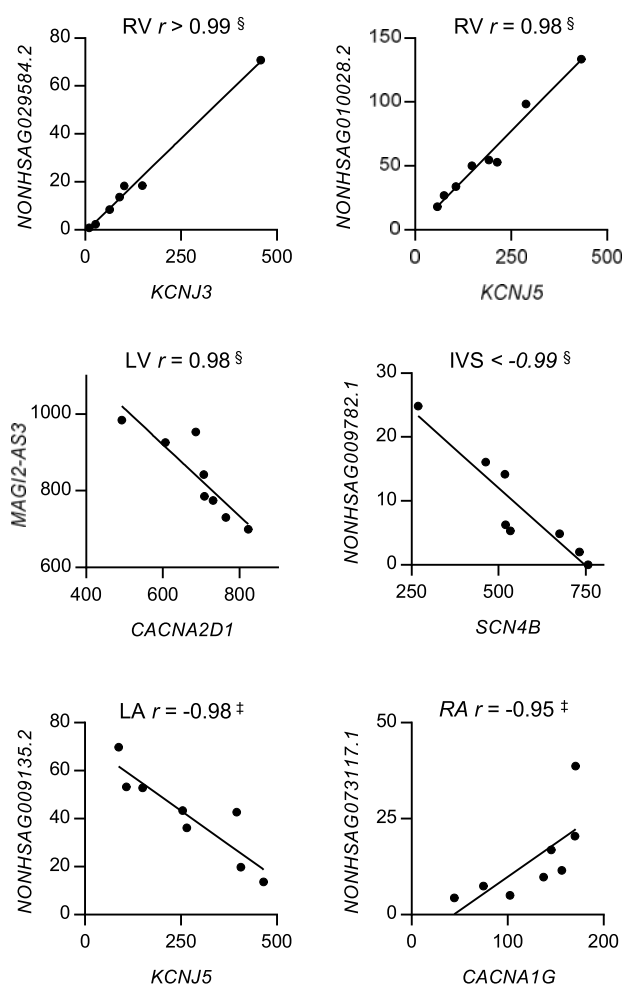 RV r > 0.99 §
80
60
40
20
0
0 250 500
NONHSAG029584.2
KCNJ3
RV r = 0.98 §
150
100
50
0
0 250 500
NONHSAG010028.2
KCNJ5
LV r = 0.98 §
1000
800
600
400 600 800
MAGI2-AS3
CACNA2D1
IVS < -0.99 §
30
20
10
0
250 500 750
NONHSAG009782.1
SCN4B
LA r = -0.98 ‡
80
60
40
20
0
0 250 500
NONHSAG009135.2
KCNJ5
RA r = -0.95 ‡
50
25
0
0 100 200
NONHSAG073117.1
CACNA1G